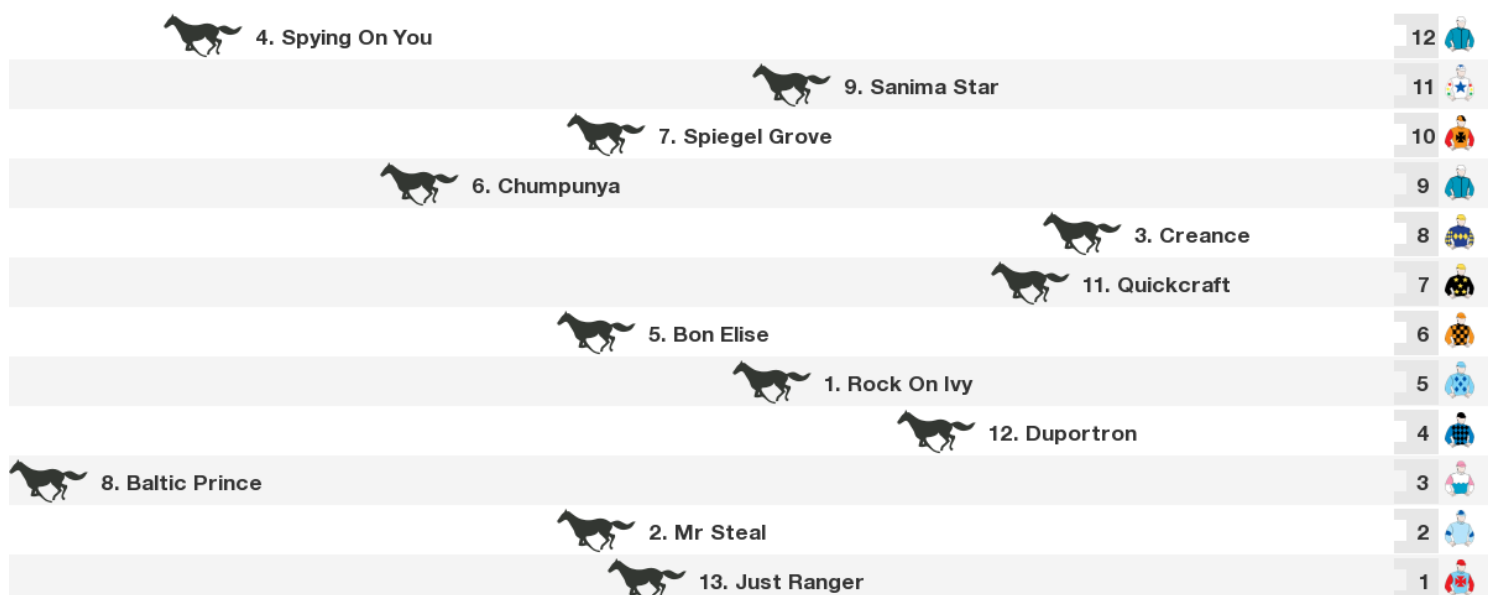 4. Spying On You 12
9. Sanima Star 11
7. Spiegel Grove 10
6. Chumpunya 9
3. Creance 8
11. Quickcraft 7
5. Bon Elise 6
1. Rock On Ivy 5
12. Duportron 4
8. Baltic Prince 3
2. Mr Steal 2
13. Just Ranger 1